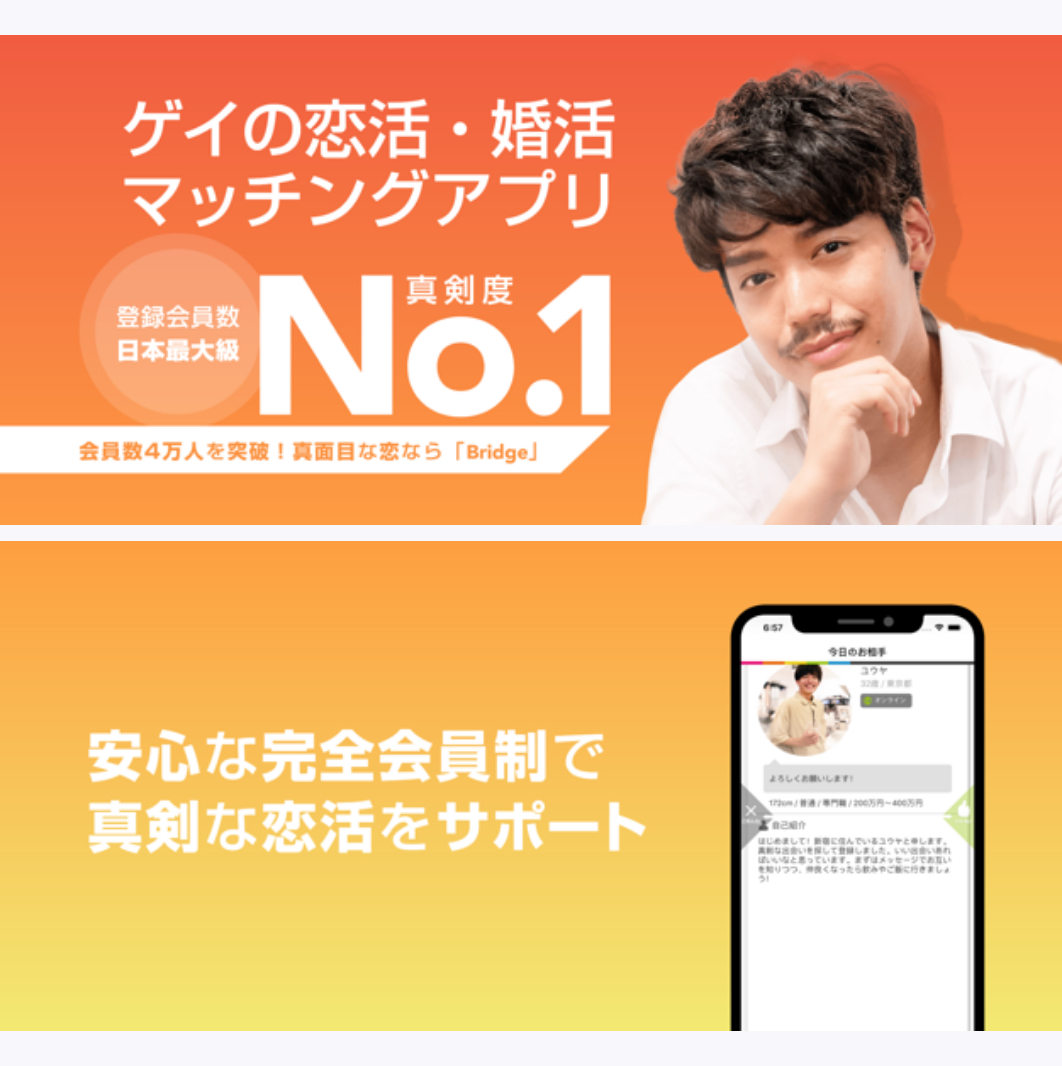 ゲイの恋活・婚活
マッチングアプリ
登録会員数
日本最大級
真剣度
No.1
会員数4万人を突破！真面目な恋なら「Bridge」
安心な完全会員制で
真剣な恋活をサポート
6:57
今日のお相手
ユウヤ
32歳 / 東京都
オンライン
よろしくお願いします！
172cm / 普通 / 専門職 / 200万円〜400万円
自己紹介
はじめまして！新宿に住んでいるユウヤと申します。
真剣な出会いを探して登録しました。いい出会いあれ
ばいいなと思っています。まずはメッセージでお互い
を知りつつ、仲良くなったら飲みやご飯に行きましょ
う！